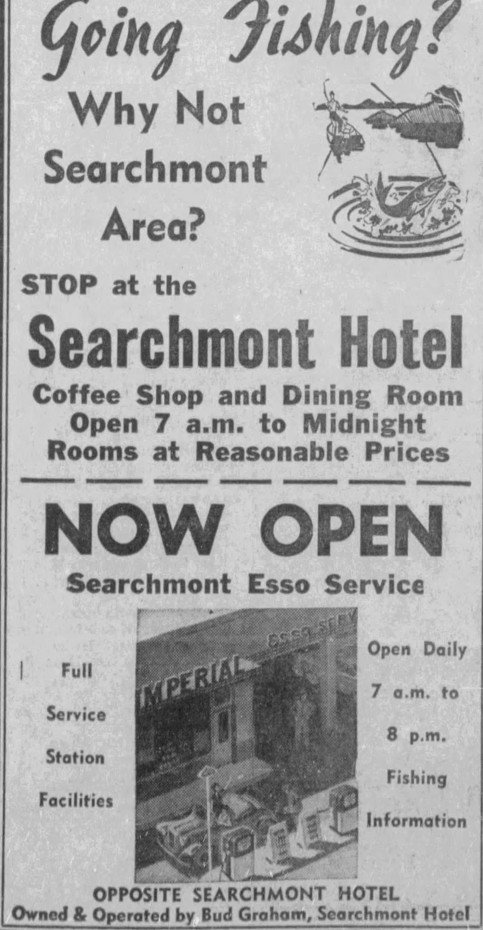 Going Fishing?
Why Not
Searchmont
Area?
STOP at the
Searchmont Hotel
Coffee Shop and Dining Room
Open 7 a.m. to Midnight
Rooms at Reasonable Prices
NOW OPEN
Searchmont Esso Service
Full
Service
Station
Facilities
IMPERIAL
ESSO SERV
Open Daily
7 a.m. to
8 p.m.
Fishing
Information
OPPOSITE SEARCHMONT HOTEL
Owned & Operated by Bud Graham, Searchmont Hotel